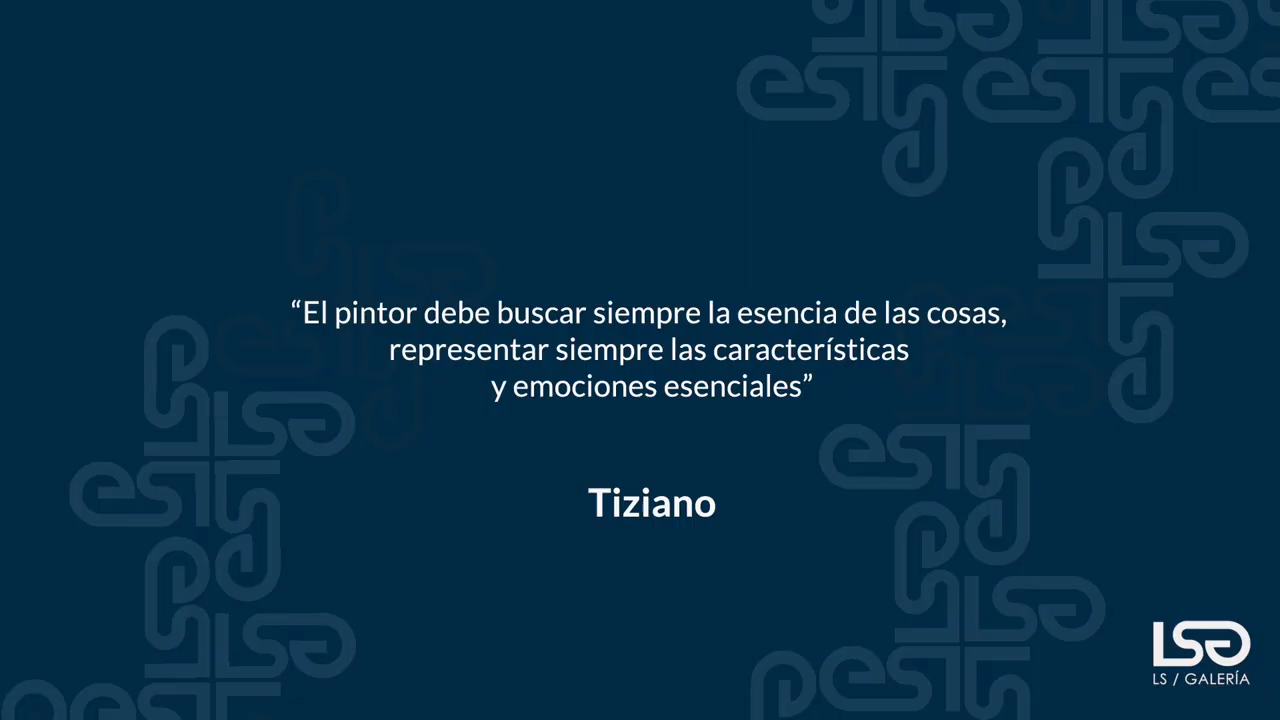 “El pintor debe buscar siempre la esencia de las cosas,
representar siempre las características
y emociones esenciales”
Tiziano
LSG
LS / GALERÍA